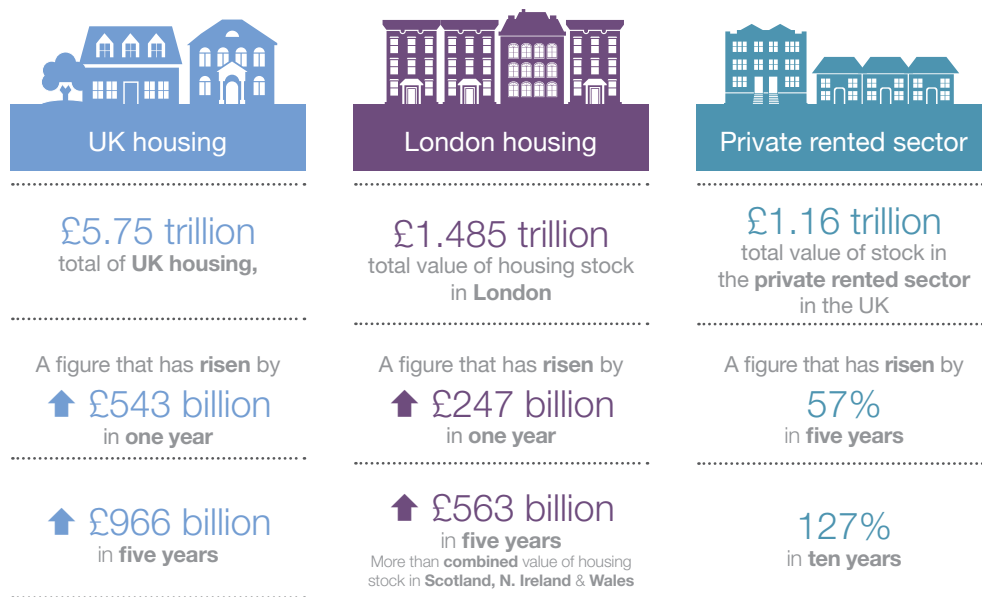 UK housing
£5.75 trillion
total of UK housing,
A figure that has risen by
£543 billion
in one year
£966 billion
in five years
London housing
£1.485 trillion
total value of housing stock
in London
A figure that has risen by
£247 billion
in one year
£563 billion
in five years
More than combined value of housing
stock in Scotland, N. Ireland & Wales
Private rented sector
£1.16 trillion
total value of stock in
the private rented sector
in the UK
A figure that has risen by
57%
in five years
127%
in ten years